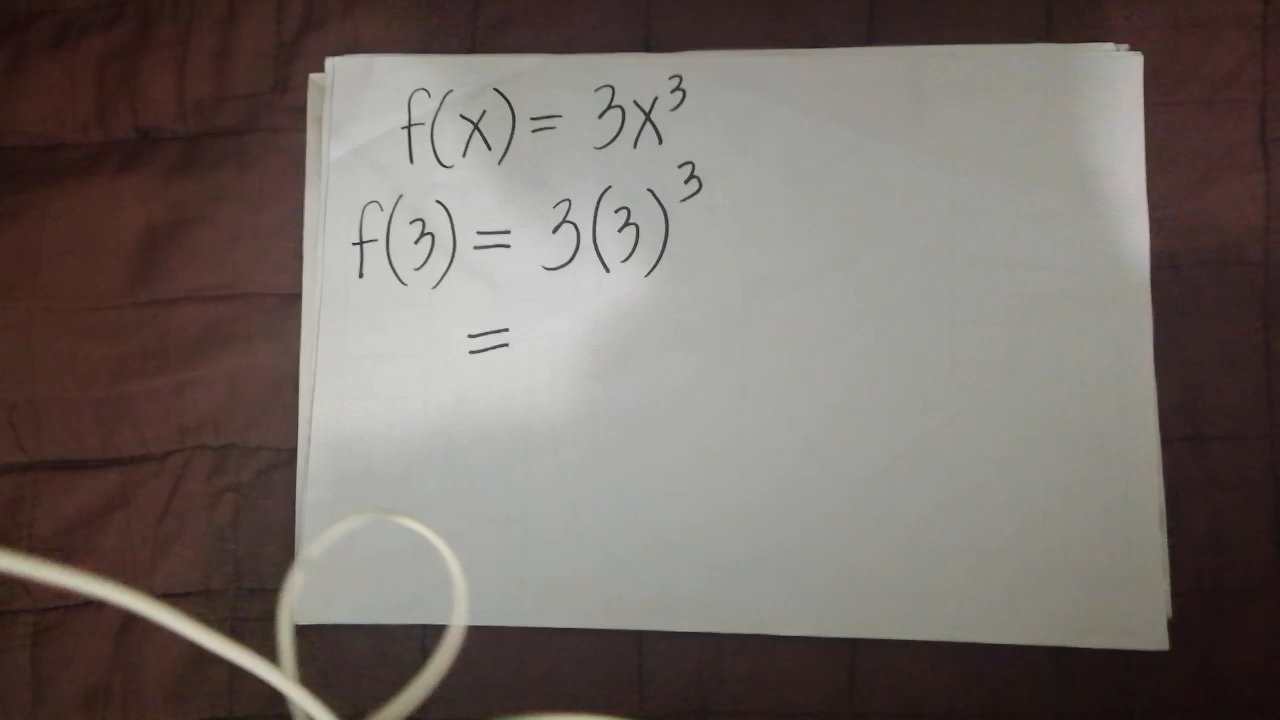 f(x) = 3x³
f(3) = 3(3)³
=